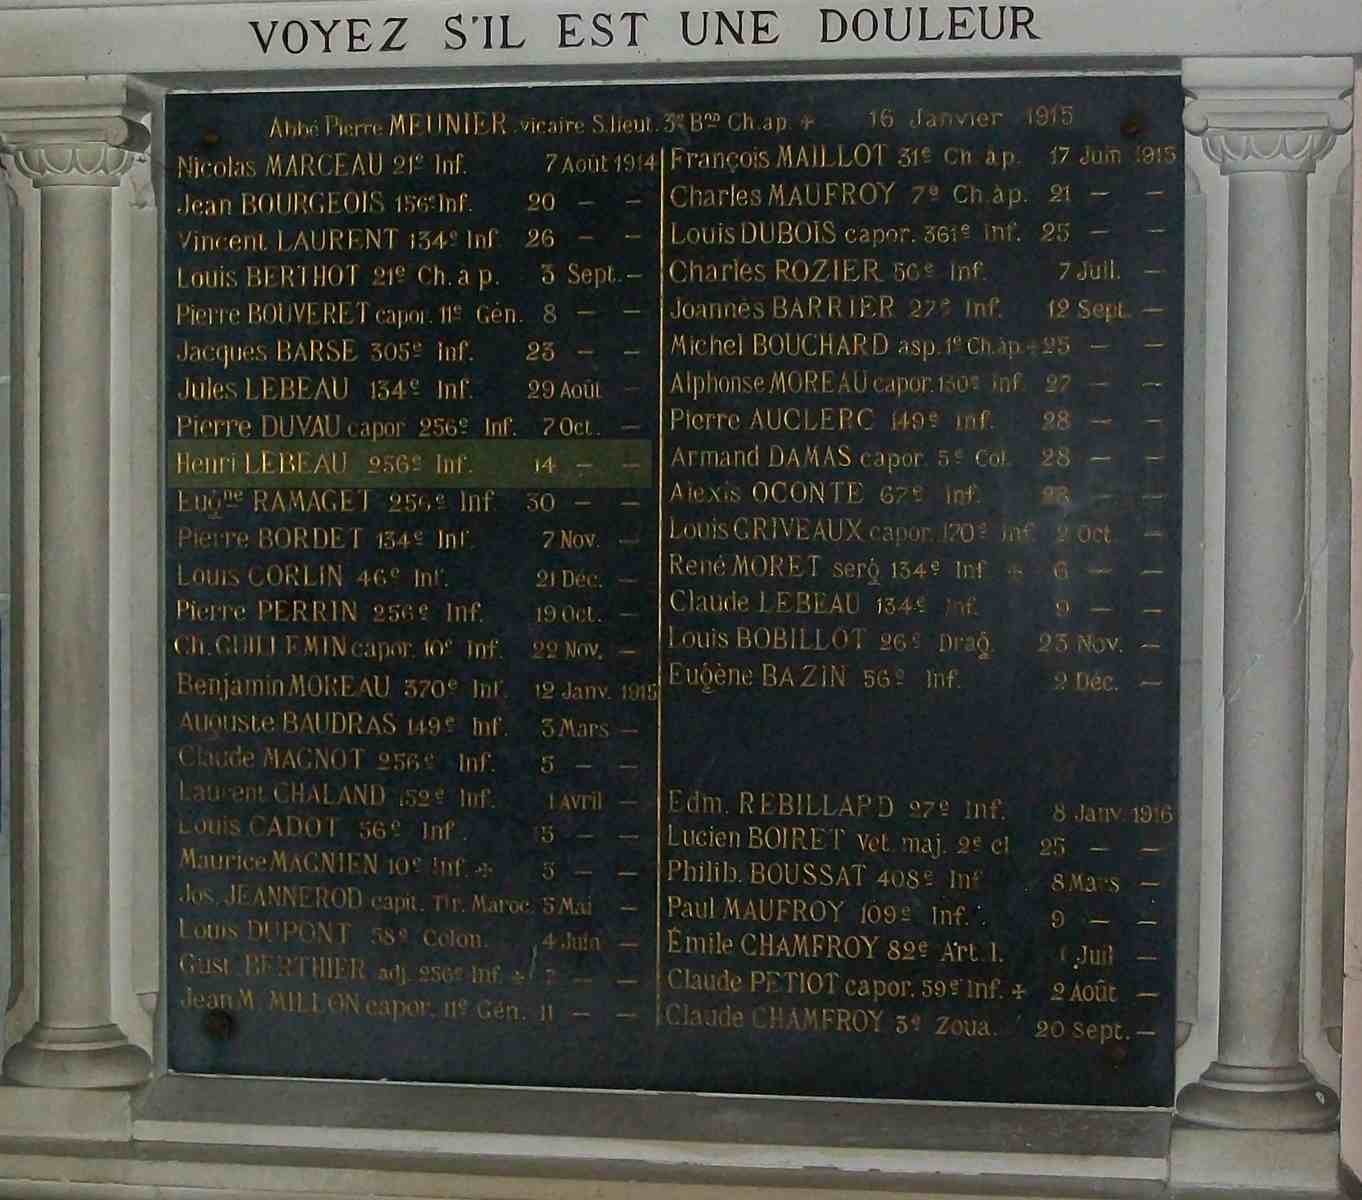 VOYEZ S'IL EST UNE DOULEUR
Abbé Pierre MEUNIER vicaire S.lieut. 3e Bon Ch.ap. + 16 Janvier 1915
Nicolas MARCEAU 21e Inf. 7 Août 1914
Jean BOURGEOIS 156e Inf. 20 — —
Vincent LAURENT 134e Inf 26 — —
Louis BERTHOT 21e Ch. à p. 3 Sept. —
Pierre BOUVERET capor. 11e Gén. 8 — —
Jacques BARSE 305e Inf. 23 — —
Jules LEBEAU 134e Inf. 29 Août —
Pierre DUVAU capor 256e Inf. 7 Oct. —
Henri LEBEAU 256e Inf. 14 — —
Eugne RAMAGET 256e Inf. 30 — —
Pierre BORDET 134e Inf. 7 Nov. —
Louis CORLIN 46e Inf. 21 Déc. —
Pierre PERRIN 256e Inf. 19 Oct. —
Ch. GUILLEMIN capor. 10e Inf. 22 Nov. —
Benjamin MOREAU 370e Inf. 12 Janv. 1915
Auguste BAUDRAS 149e Inf. 3 Mars —
Claude MAGNOT 256e Inf. 5 — —
Laurent CHALAND 152e Inf. 1 Avril —
Louis CADOT 56e Inf. 5 — —
Maurice MAGNIEN 10e Inf. + 5 — —
Jos. JEANNEROD capit. Tir. Maroc. 5 Mai —
Louis DUPONT 58e Colon. 4 Juin —
Gust. BERTHIER adj. 256e Inf. + 7 — —
Jean M. MILLON capor. 11e Gén. 11 — —
François MAILLOT 31e Ch. à p. 17 Juin 1915
Charles MAUFROY 7e Ch. à p. 21 — —
Louis DUBOIS capor. 361e Inf. 25 — —
Charles ROZIER 56e Inf. 7 Juil. —
Joannès BARRIER 27e Inf. 12 Sept. —
Michel BOUCHARD asp. 1e Ch. àp. + 25 — —
Alphonse MOREAU capor. 130e Inf. 27 — —
Pierre AUCLERC 149e Inf. 28 — —
Armand DAMAS capor. 5e Col. 28 — —
Alexis OCONTE 67e Inf. 28 — —
Louis GRIVEAUX capor. 170e Inf 2 Oct —
René MORET serg 134e Inf + 6 — —
Claude LEBEAU 134e Inf. 9 — —
Louis BOBILLOT 26e Drag. 23 Nov. —
Eugène BAZIN 56e Inf. 2 Déc. —
Edm. REBILLARD 27e Inf. 8 Janv. 1916
Lucien BOIRET Vet. maj. 2e cl 25 — —
Philib. BOUSSAT 408e Inf 8 Mars —
Paul MAUFROY 109e Inf. 9 — —
Émile CHAMFROY 82e Art. l. 1 Juil —
Claude PETIOT capor. 59e Inf. + 2 Août —
Claude CHAMFROY 3e Zoua. 20 Sept. —